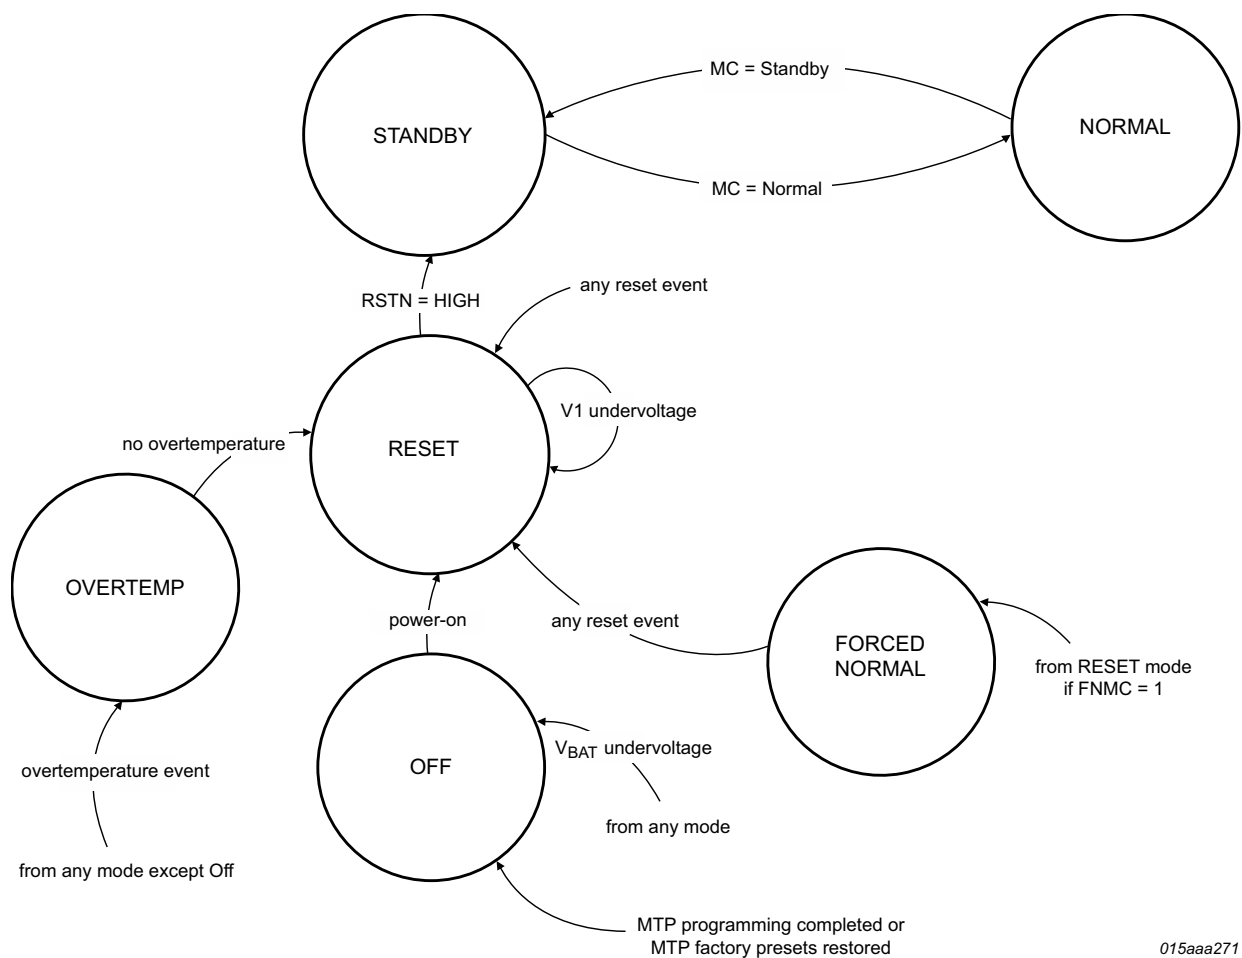 MC = Standby
STANDBY
NORMAL
MC = Normal
RSTN = HIGH
any reset event
V1 undervoltage
no overtemperature
RESET
OVERTEMP
power-on
any reset event
FORCED
NORMAL
from RESET mode
if FNMC = 1
VBAT undervoltage
OFF
overtemperature event
from any mode
from any mode except Off
MTP programming completed or
MTP factory presets restored
015aaa271